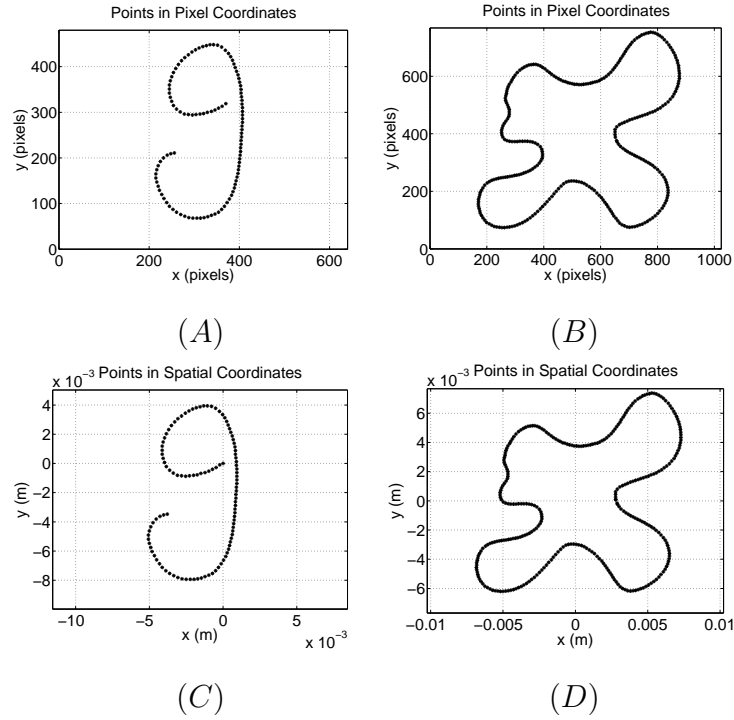 Points in Pixel Coordinates
400
300
200
100
0
y (pixels)
0 200 400 600
x (pixels)
(A)
Points in Pixel Coordinates
600
400
200
0
y (pixels)
0 200 400 600 800 1000
x (pixels)
(B)
x 10⁻³ Points in Spatial Coordinates
4
2
0
−2
−4
−6
−8
y (m)
−10 −5 0 5
x (m) x 10⁻³
(C)
x 10⁻³ Points in Spatial Coordinates
6
4
2
0
−2
−4
−6
y (m)
−0.01 −0.005 0 0.005 0.01
x (m)
(D)